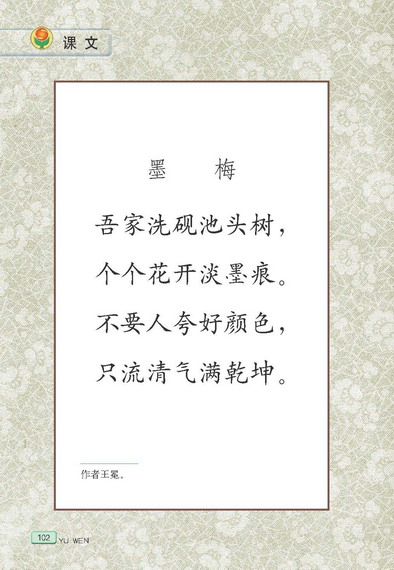 课文
墨 梅
吾家洗砚池头树，
个个花开淡墨痕。
不要人夸好颜色，
只流清气满乾坤。
作者王冕。
102
YU WEN